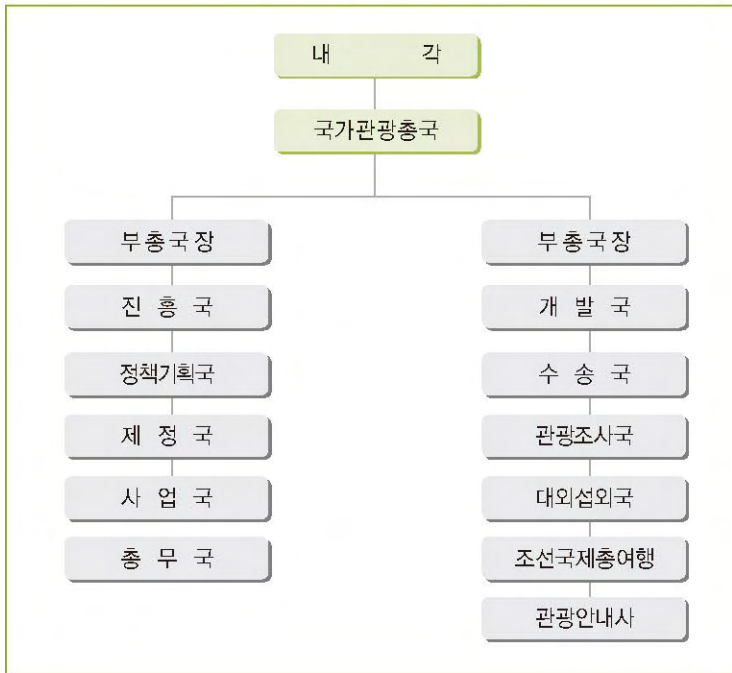 내 각
국가관광총국
부총국장
진흥국
정책기획국
제정국
사업국
총무국
부총국장
개발국
수송국
관광조사국
대외섭외국
조선국제총여행
관광안내사